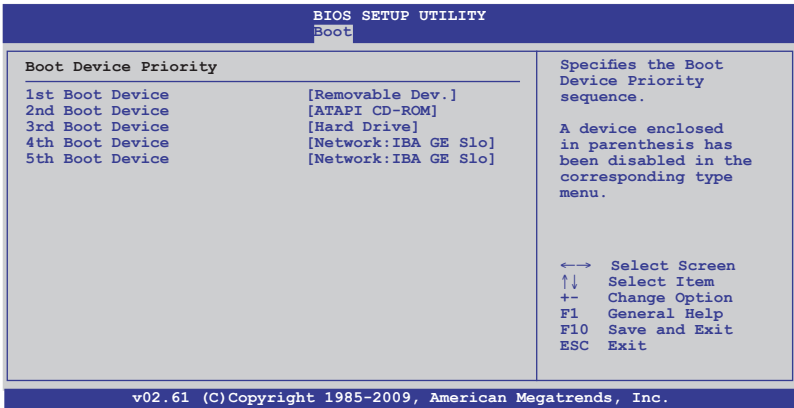 BIOS SETUP UTILITY
Boot
Boot Device Priority
1st Boot Device [Removable Dev.]
2nd Boot Device [ATAPI CD-ROM]
3rd Boot Device [Hard Drive]
4th Boot Device [Network:IBA GE Slo]
5th Boot Device [Network:IBA GE Slo]
Specifies the Boot
Device Priority
sequence.
A device enclosed
in parenthesis has
been disabled in the
corresponding type
menu.
←→ Select Screen
↑↓ Select Item
+- Change Option
F1 General Help
F10 Save and Exit
ESC Exit
v02.61 (C)Copyright 1985-2009, American Megatrends, Inc.